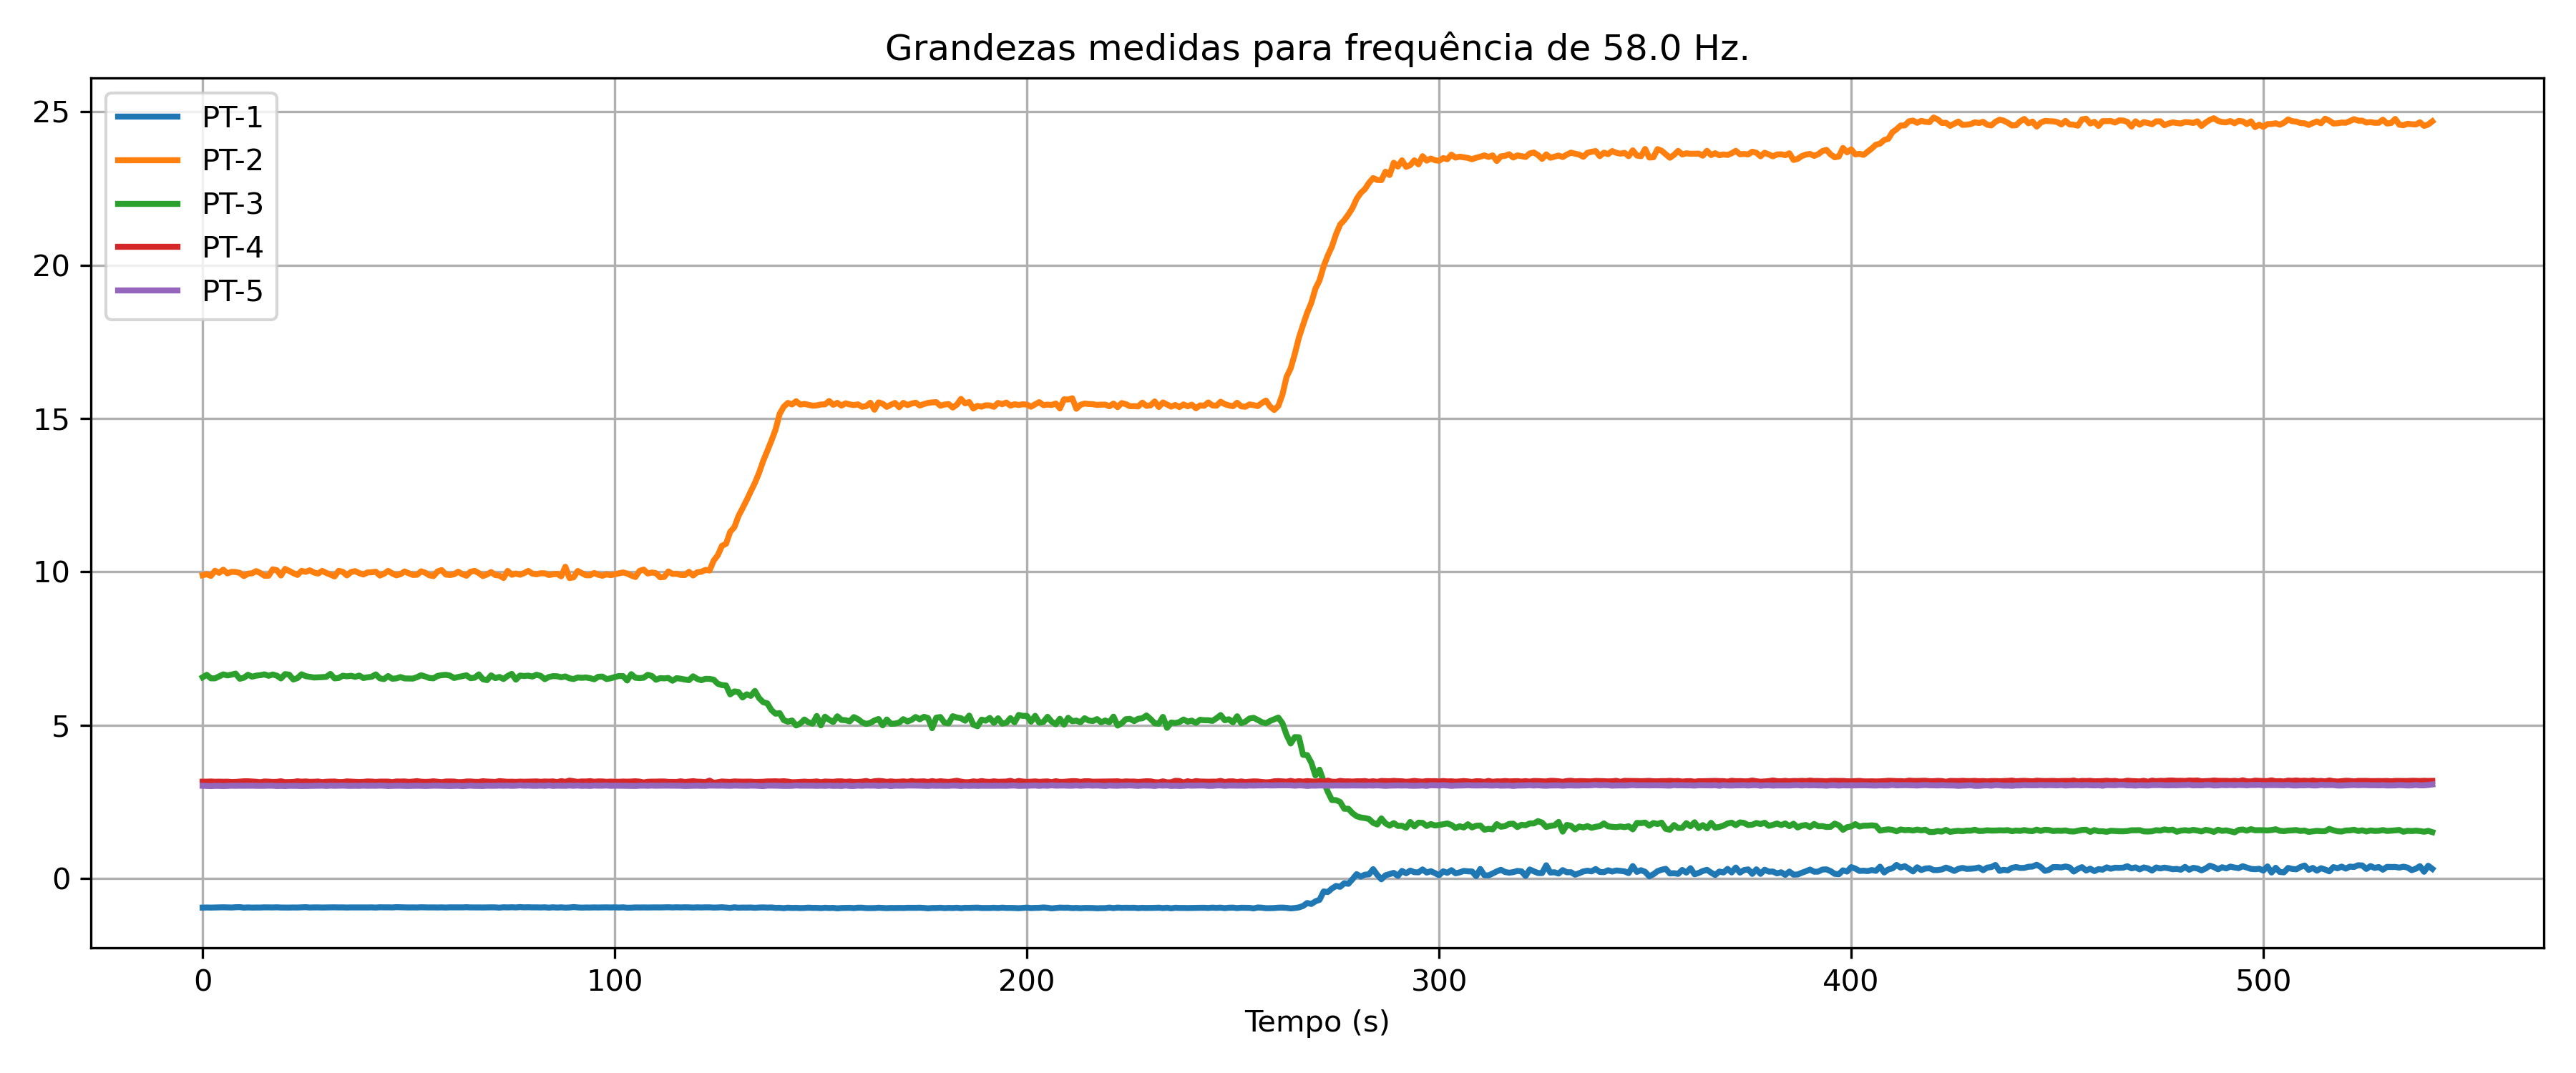 Grandezas medidas para frequência de 58.0 Hz.
PT-1
PT-2
PT-3
PT-4
PT-5
25
20
15
10
5
0
0 100 200 300 400 500
Tempo (s)